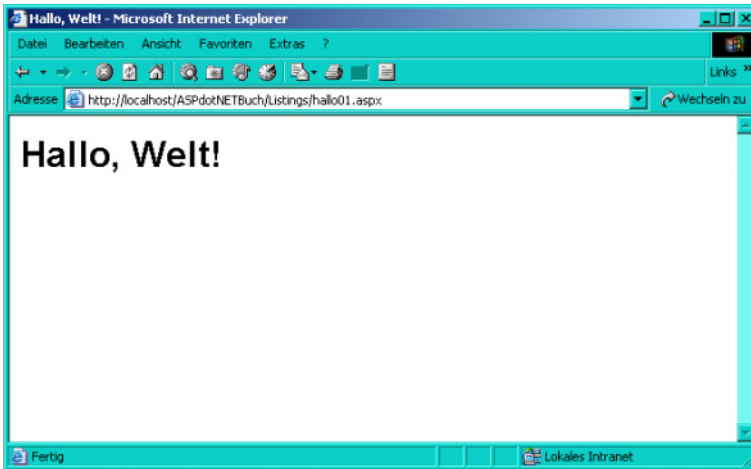 Hallo, Welt! - Microsoft Internet Explorer
Datei Bearbeiten Ansicht Favoriten Extras ?
Links »
Adresse http://localhost/ASPdotNETBuch/Listings/hallo01.aspx Wechseln zu
Hallo, Welt!
Fertig Lokales Intranet